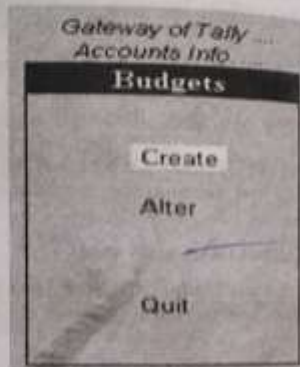 Gateway of Tally ....
Accounts Info ....
Budgets
Create
Alter
Quit